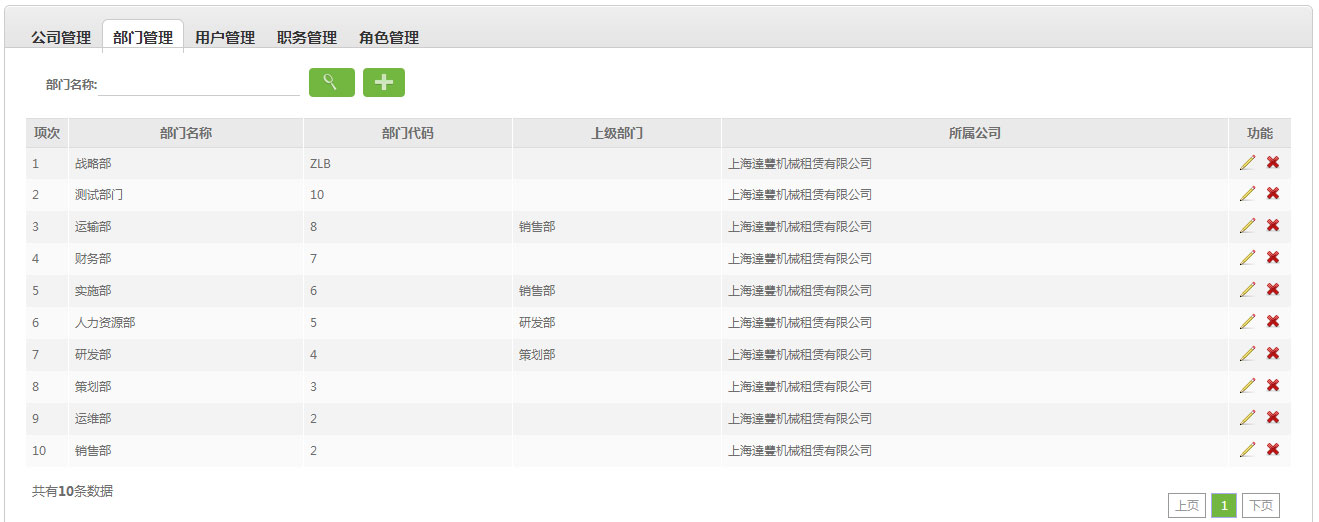 公司管理 部门管理 用户管理 职务管理 角色管理
部门名称:
项次 部门名称 部门代码 上级部门 所属公司 功能
1 战略部 ZLB 上海達豐机械租赁有限公司
2 测试部门 10 上海達豐机械租赁有限公司
3 运输部 8 销售部 上海達豐机械租赁有限公司
4 财务部 7 上海達豐机械租赁有限公司
5 实施部 6 销售部 上海達豐机械租赁有限公司
6 人力资源部 5 研发部 上海達豐机械租赁有限公司
7 研发部 4 策划部 上海達豐机械租赁有限公司
8 策划部 3 上海達豐机械租赁有限公司
9 运维部 2 上海達豐机械租赁有限公司
10 销售部 2 上海達豐机械租赁有限公司
共有10条数据
上页 1 下页